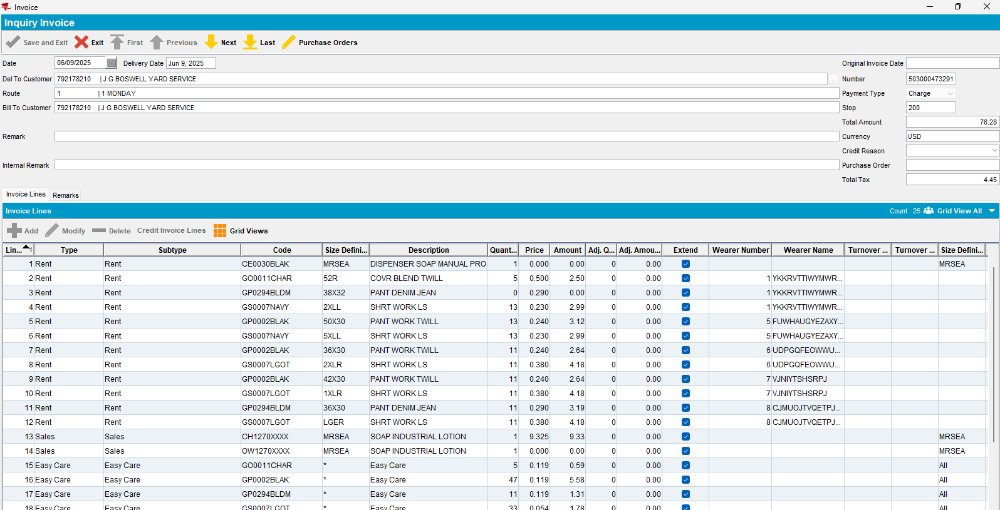 Invoice
Inquiry Invoice
Save and Exit Exit First Previous Next Last Purchase Orders
Date 06/09/2025 16 Delivery Date Jun 9, 2025 Original Invoice Date
Del To Customer 792178210 | J G BOSWELL YARD SERVICE ... Number 503000473291
Route 1 | 1 MONDAY Payment Type Charge
Bill To Customer 792178210 | J G BOSWELL YARD SERVICE Stop 200
Total Amount 76.28
Remark Currency USD
Credit Reason
Internal Remark Purchase Order
Total Tax 4.45
Invoice Lines Remarks
Invoice Lines Count : 25 Grid View All
Add Modify Delete Credit Invoice Lines Grid Views
Lin... 1 Type Subtype Code Size Defini... Description Quant... Price Amount Adj. Q... Adj. Amou... Extend Wearer Number Wearer Name Turnover ... Turnover ... Size Defini...
1 Rent Rent CE0030BLAK MRSEA DISPENSER SOAP MANUAL PRO 1 0.000 0.00 0 0.00 MRSEA
2 Rent Rent GO0011CHAR 52R COVR BLEND TWILL 5 0.500 2.50 0 0.00 1 YKKRVTTIWYMWR...
3 Rent Rent GP0294BLDM 38X32 PANT DENIM JEAN 0 0.290 0.00 0 0.00 1 YKKRVTTIWYMWR...
4 Rent Rent GS0007NAVY 2XLL SHRT WORK LS 13 0.230 2.99 0 0.00 1 YKKRVTTIWYMWR...
5 Rent Rent GP0002BLAK 50X30 PANT WORK TWILL 13 0.240 3.12 0 0.00 5 FUWHAUGYEZAXY...
6 Rent Rent GS0007NAVY 5XLL SHRT WORK LS 13 0.230 2.99 0 0.00 5 FUWHAUGYEZAXY...
7 Rent Rent GP0002BLAK 36X30 PANT WORK TWILL 11 0.240 2.64 0 0.00 6 UDPGQFEOWWU...
8 Rent Rent GS0007LGOT 2XLR SHRT WORK LS 11 0.380 4.18 0 0.00 6 UDPGQFEOWWU...
9 Rent Rent GP0002BLAK 42X30 PANT WORK TWILL 11 0.240 2.64 0 0.00 7 VJNIYTSHSRPJ
10 Rent Rent GS0007LGOT 1XLR SHRT WORK LS 11 0.380 4.18 0 0.00 7 VJNIYTSHSRPJ
11 Rent Rent GP0294BLDM 36X30 PANT DENIM JEAN 11 0.290 3.19 0 0.00 8 CJMUOJTVQETPJ...
12 Rent Rent GS0007LGOT LGER SHRT WORK LS 11 0.380 4.18 0 0.00 8 CJMUOJTVQETPJ...
13 Sales Sales CH1270XXXX MRSEA SOAP INDUSTRIAL LOTION 1 9.325 9.33 0 0.00 MRSEA
14 Sales Sales OW1270XXXX MRSEA SOAP INDUSTRIAL LOTION 1 0.000 0.00 0 0.00 MRSEA
15 Easy Care Easy Care GO0011CHAR * Easy Care 5 0.119 0.59 0 0.00 All
16 Easy Care Easy Care GP0002BLAK * Easy Care 47 0.119 5.58 0 0.00 All
17 Easy Care Easy Care GP0294BLDM * Easy Care 11 0.119 1.31 0 0.00 All
18 Easy Care Easy Care GS0007LGOT * Easy Care 33 0.054 1.78 0 0.00 All